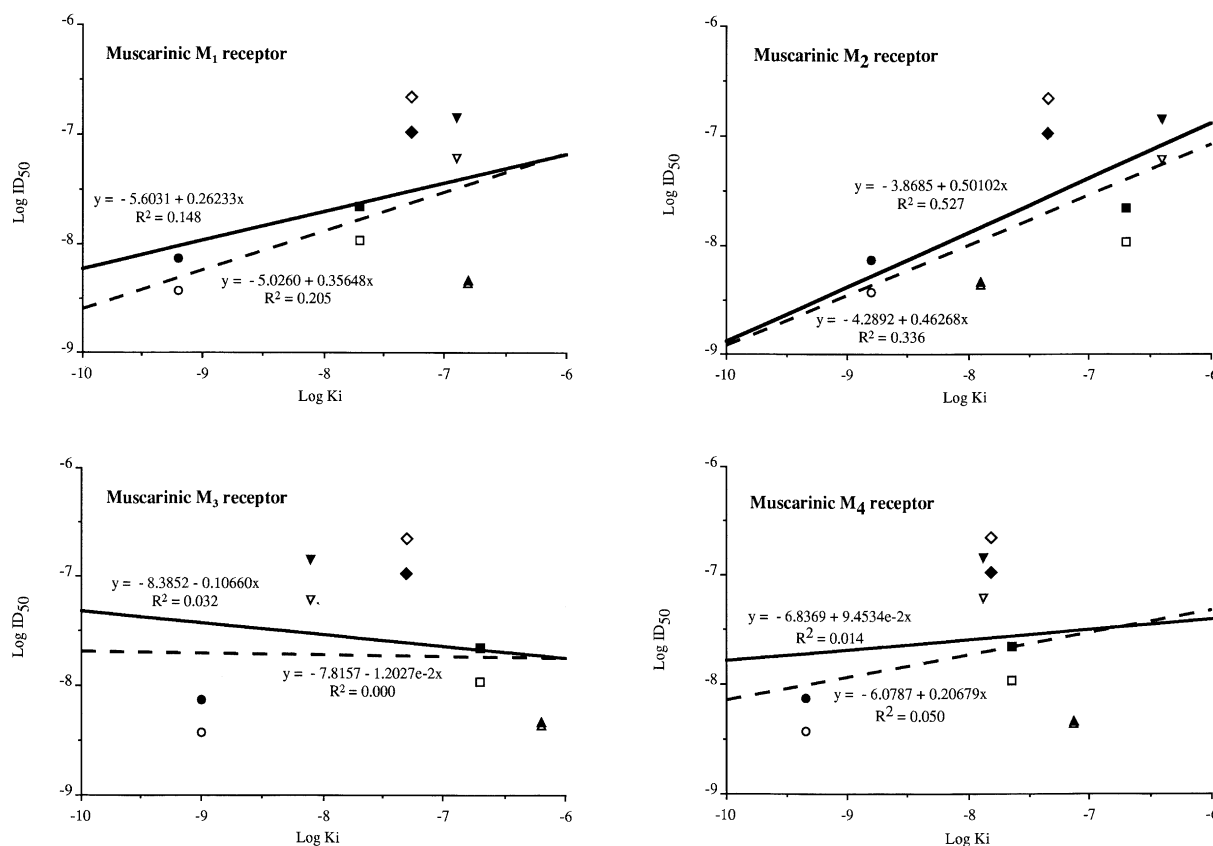 -6
Muscarinic M1 receptor
-7
Log ID50
y = - 5.6031 + 0.26233x
R2 = 0.148
-8
y = - 5.0260 + 0.35648x
R2 = 0.205
-9
-10 -9 -8 -7 -6
Log Ki
-6
Muscarinic M2 receptor
-7
Log ID50
y = - 3.8685 + 0.50102x
R2 = 0.527
-8
y = - 4.2892 + 0.46268x
R2 = 0.336
-9
-10 -9 -8 -7 -6
Log Ki
-6
Muscarinic M3 receptor
-7
Log ID50
y = - 8.3852 - 0.10660x
R2 = 0.032
y = - 7.8157 - 1.2027e-2x
R2 = 0.000
-8
-9
-10 -9 -8 -7 -6
Log Ki
-6
Muscarinic M4 receptor
-7
Log ID50
y = - 6.8369 + 9.4534e-2x
R2 = 0.014
-8
y = - 6.0787 + 0.20679x
R2 = 0.050
-9
-10 -9 -8 -7 -6
Log Ki